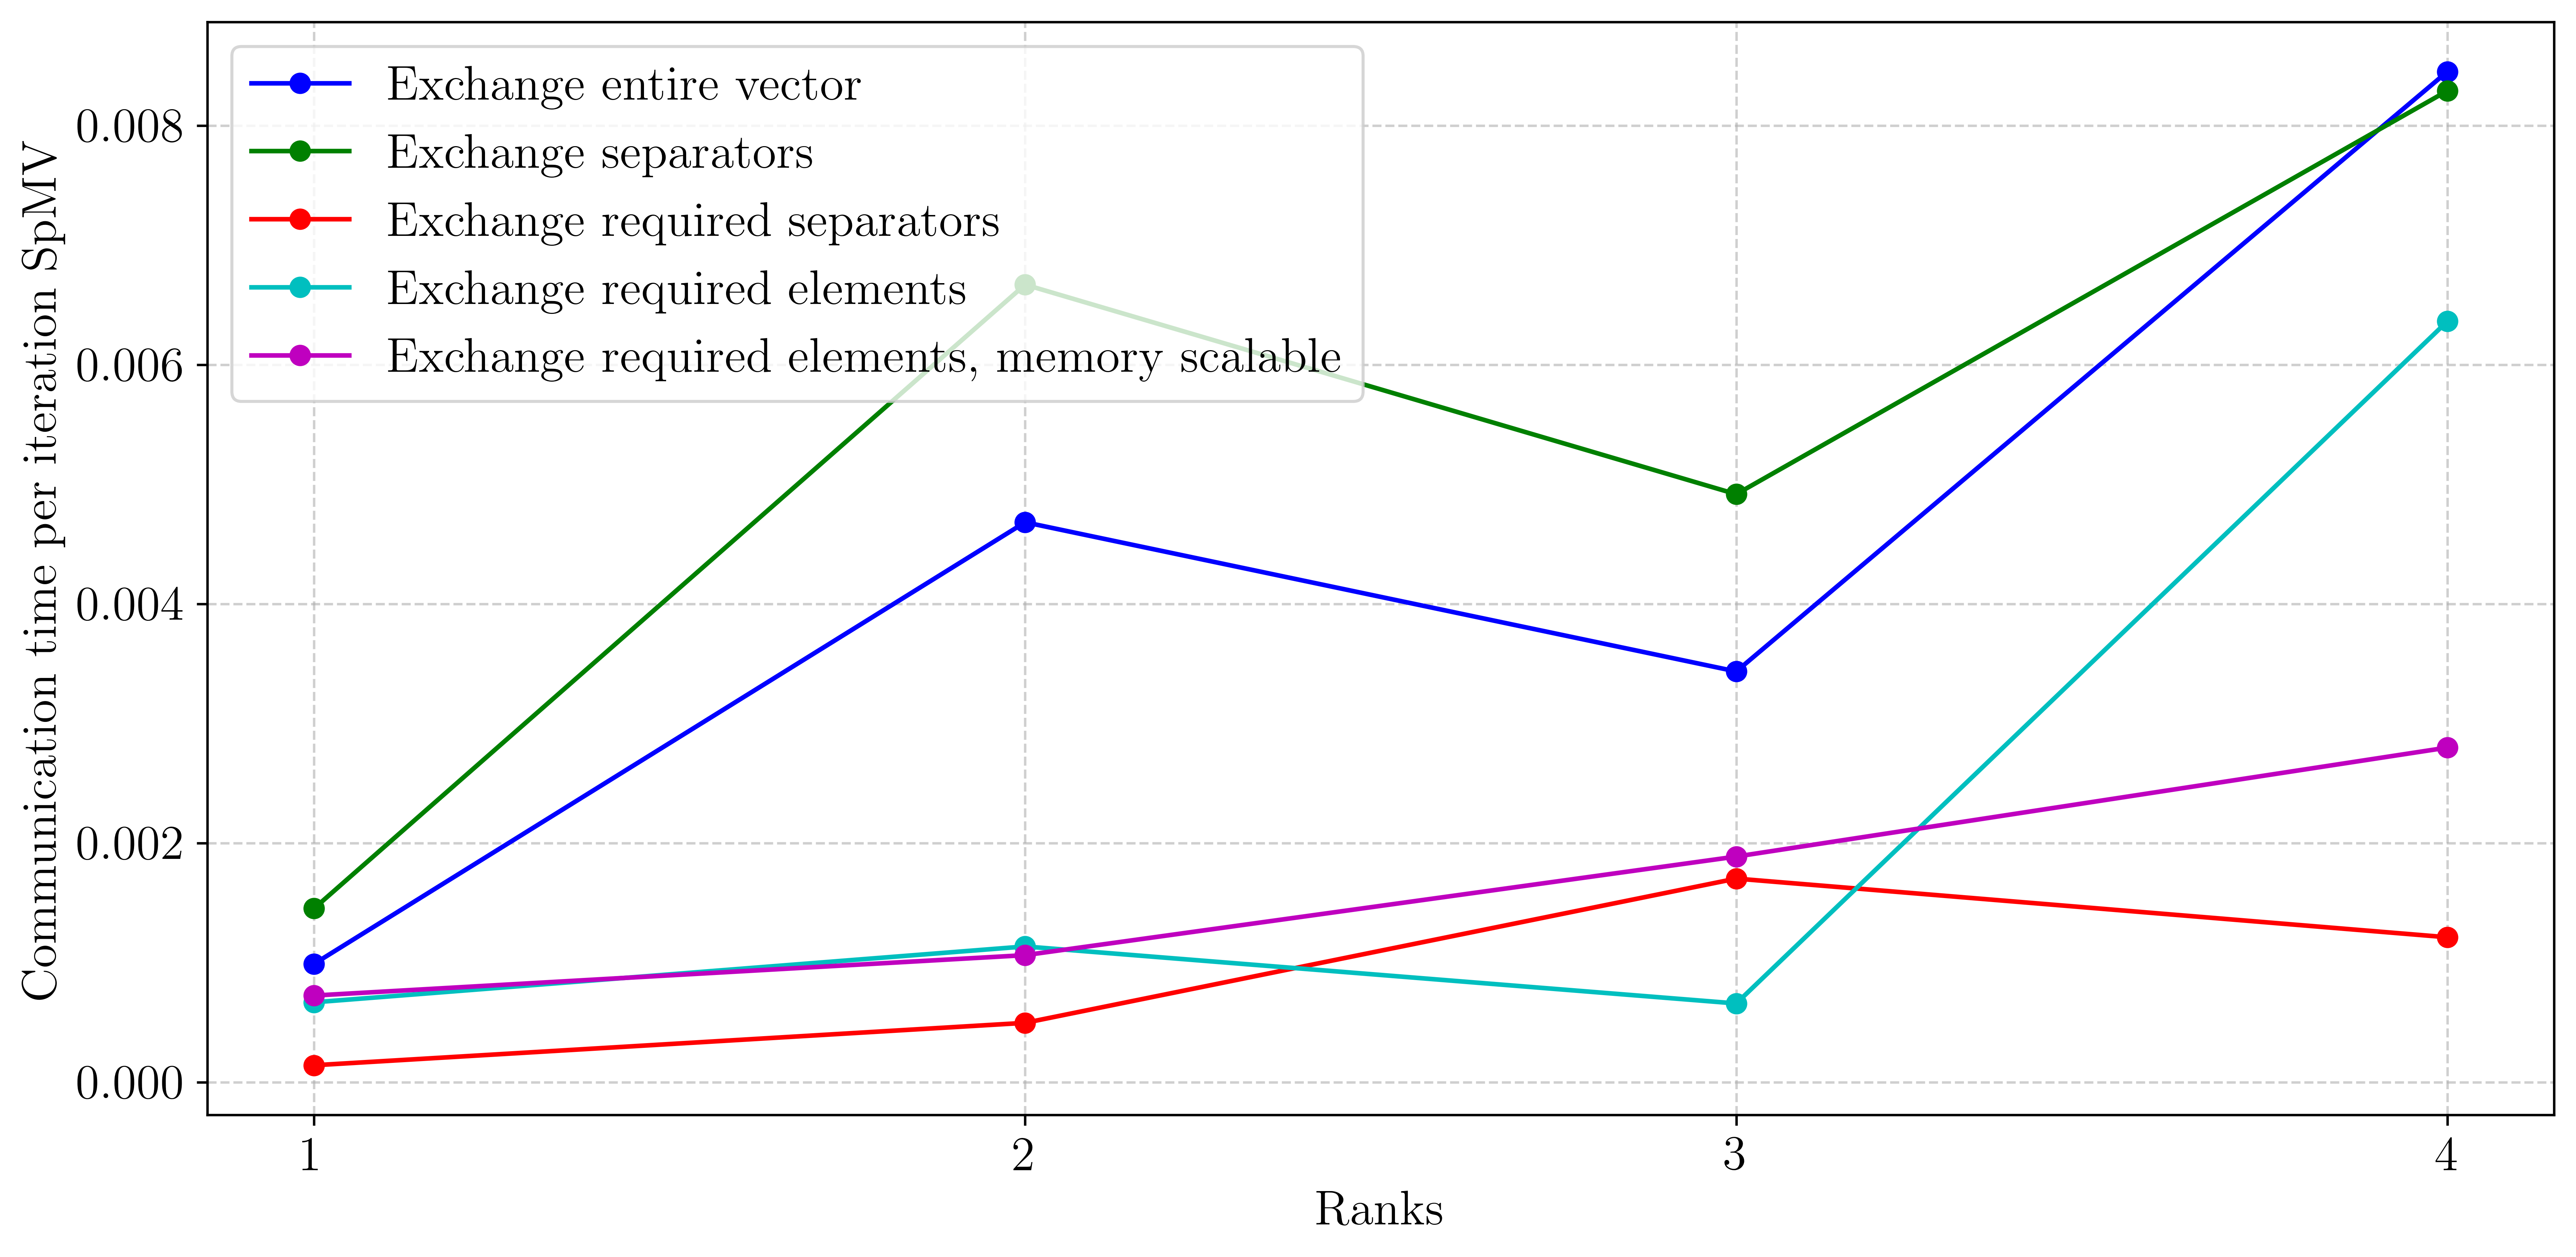 Exchange entire vector
Exchange separators
Exchange required separators
Exchange required elements
Exchange required elements, memory scalable
Communication time per iteration SpMV
0.008
0.006
0.004
0.002
0.000
1
2
3
4
Ranks